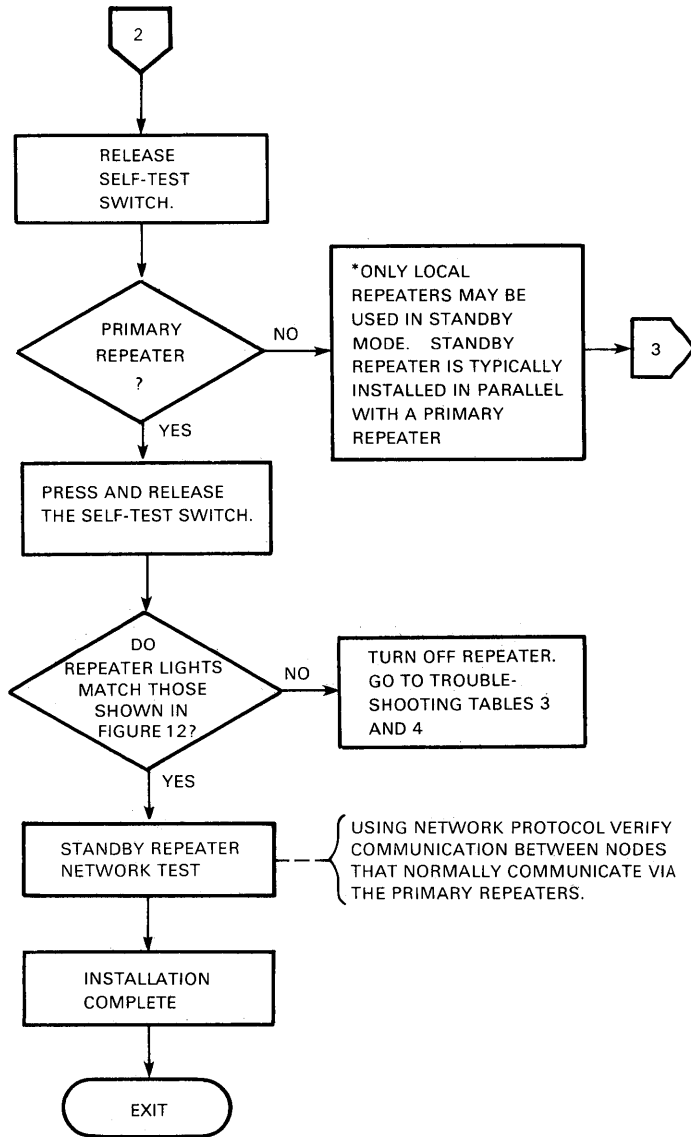 2
RELEASE
SELF-TEST
SWITCH.
PRIMARY
REPEATER
?
NO
*ONLY LOCAL
REPEATERS MAY BE
USED IN STANDBY
MODE. STANDBY
REPEATER IS TYPICALLY
INSTALLED IN PARALLEL
WITH A PRIMARY
REPEATER
3
YES
PRESS AND RELEASE
THE SELF-TEST SWITCH.
DO
REPEATER LIGHTS
MATCH THOSE
SHOWN IN
FIGURE 12?
NO
TURN OFF REPEATER.
GO TO TROUBLE-
SHOOTING TABLES 3
AND 4
YES
STANDBY REPEATER
NETWORK TEST
USING NETWORK PROTOCOL VERIFY
COMMUNICATION BETWEEN NODES
THAT NORMALLY COMMUNICATE VIA
THE PRIMARY REPEATERS.
INSTALLATION
COMPLETE
EXIT